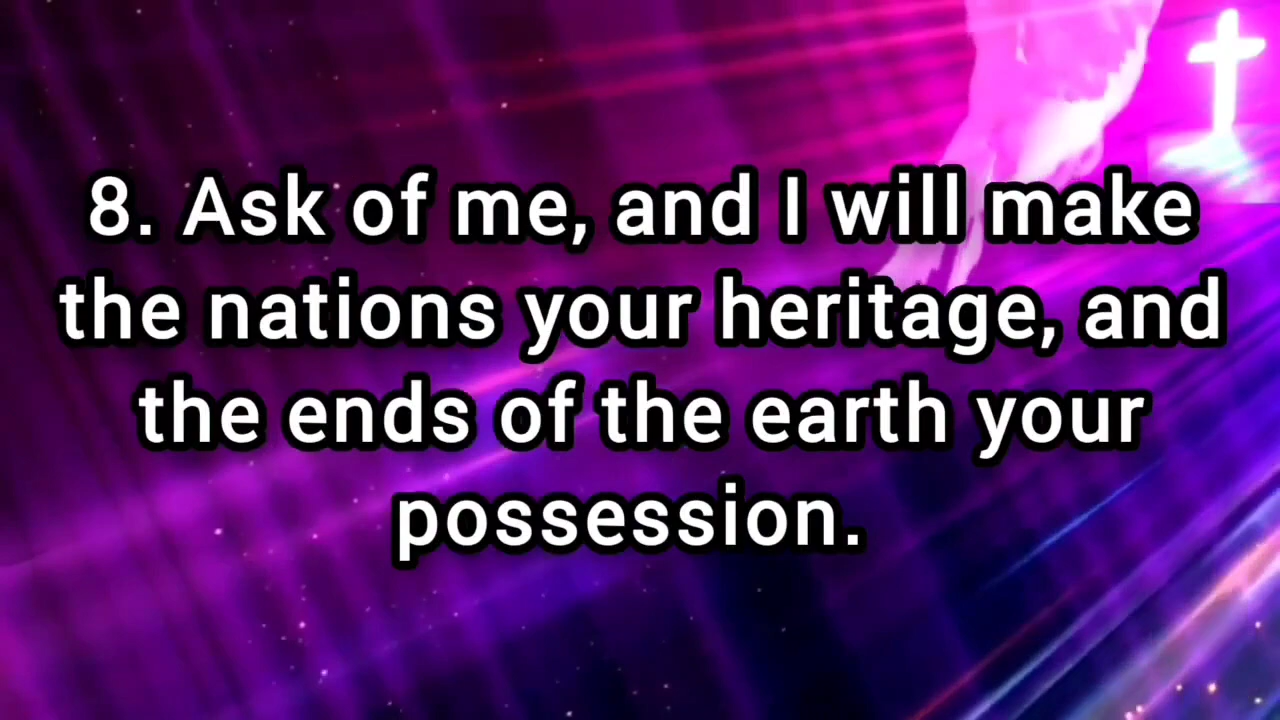 8. Ask of me, and I will make
the nations your heritage, and
the ends of the earth your
possession.